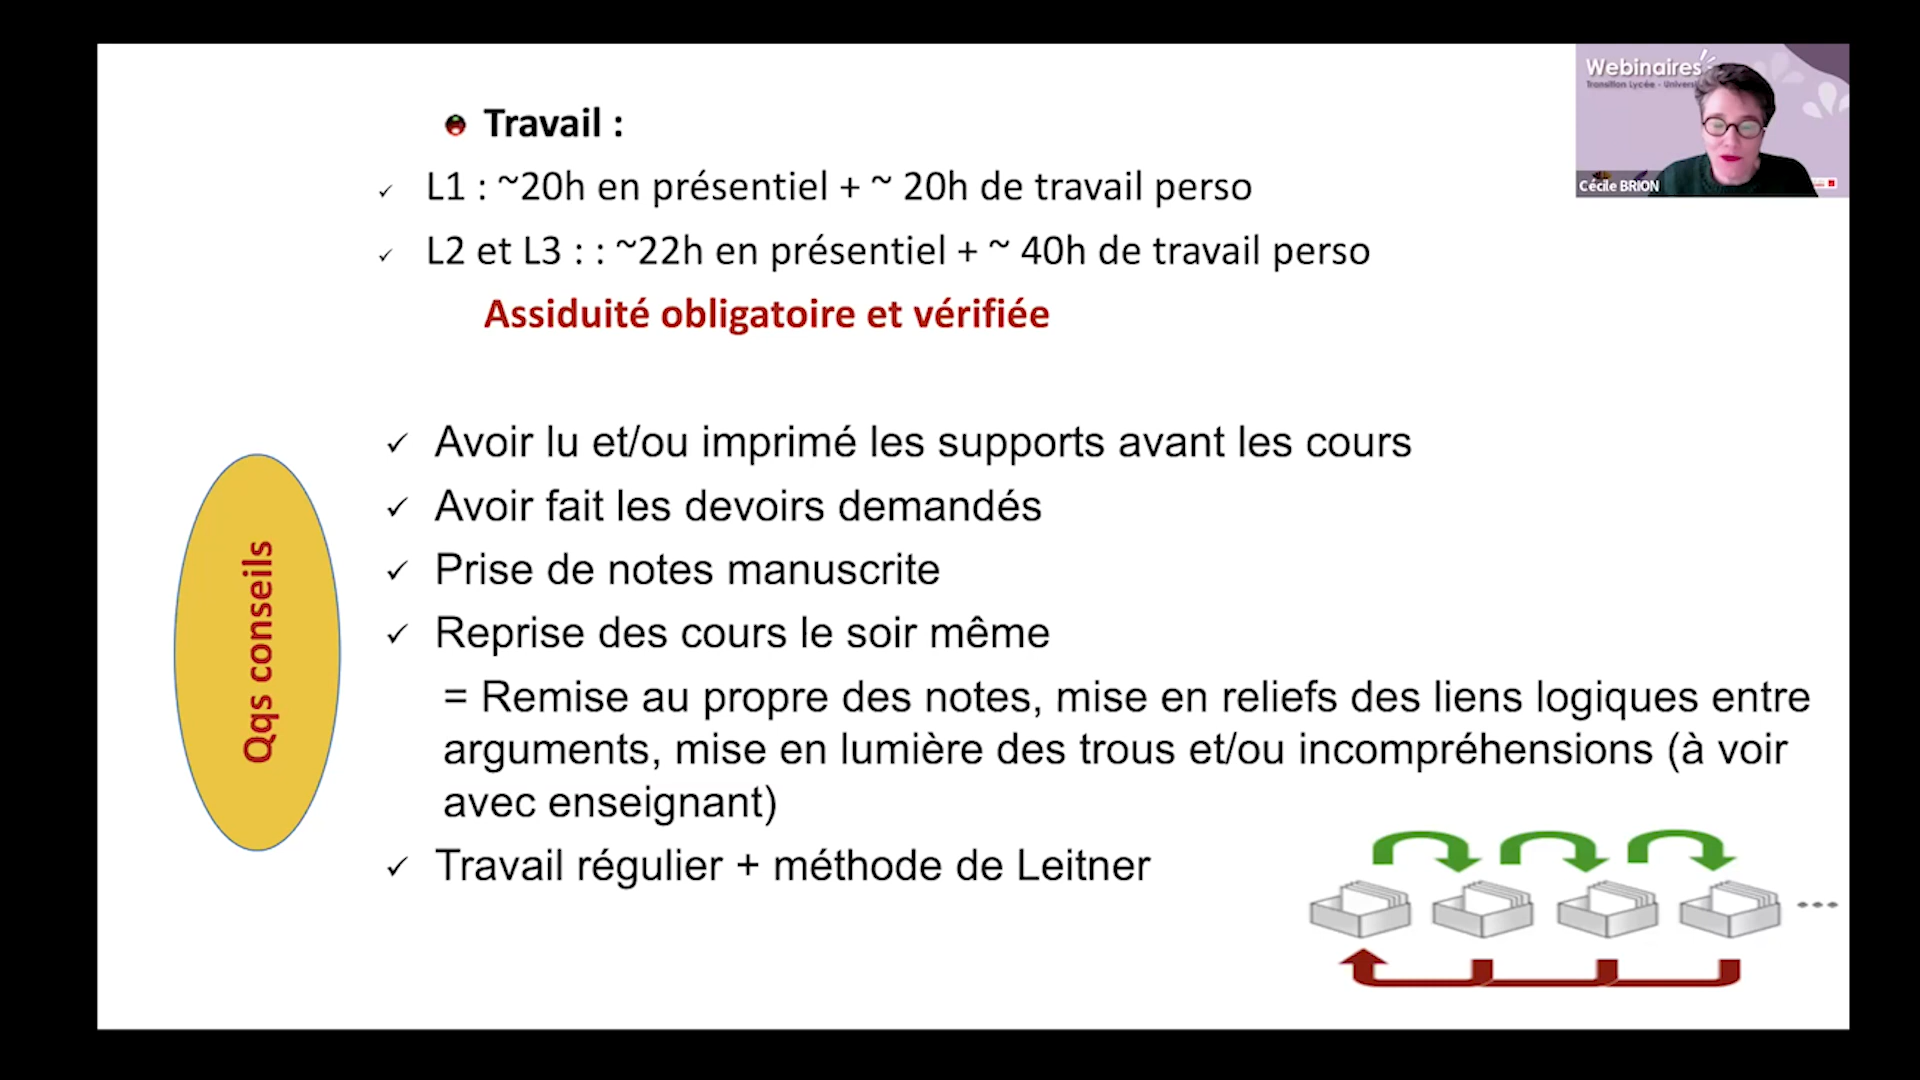 Travail :
L1 : ~20h en présentiel + ~ 20h de travail perso
L2 et L3 : : ~22h en présentiel + ~ 40h de travail perso
Assiduité obligatoire et vérifiée
Qqs conseils
Avoir lu et/ou imprimé les supports avant les cours
Avoir fait les devoirs demandés
Prise de notes manuscrite
Reprise des cours le soir même
= Remise au propre des notes, mise en reliefs des liens logiques entre
arguments, mise en lumière des trous et/ou incompréhensions (à voir
avec enseignant)
Travail régulier + méthode de Leitner
...
Webinaires
Transition Lycée -
Cécile BRION